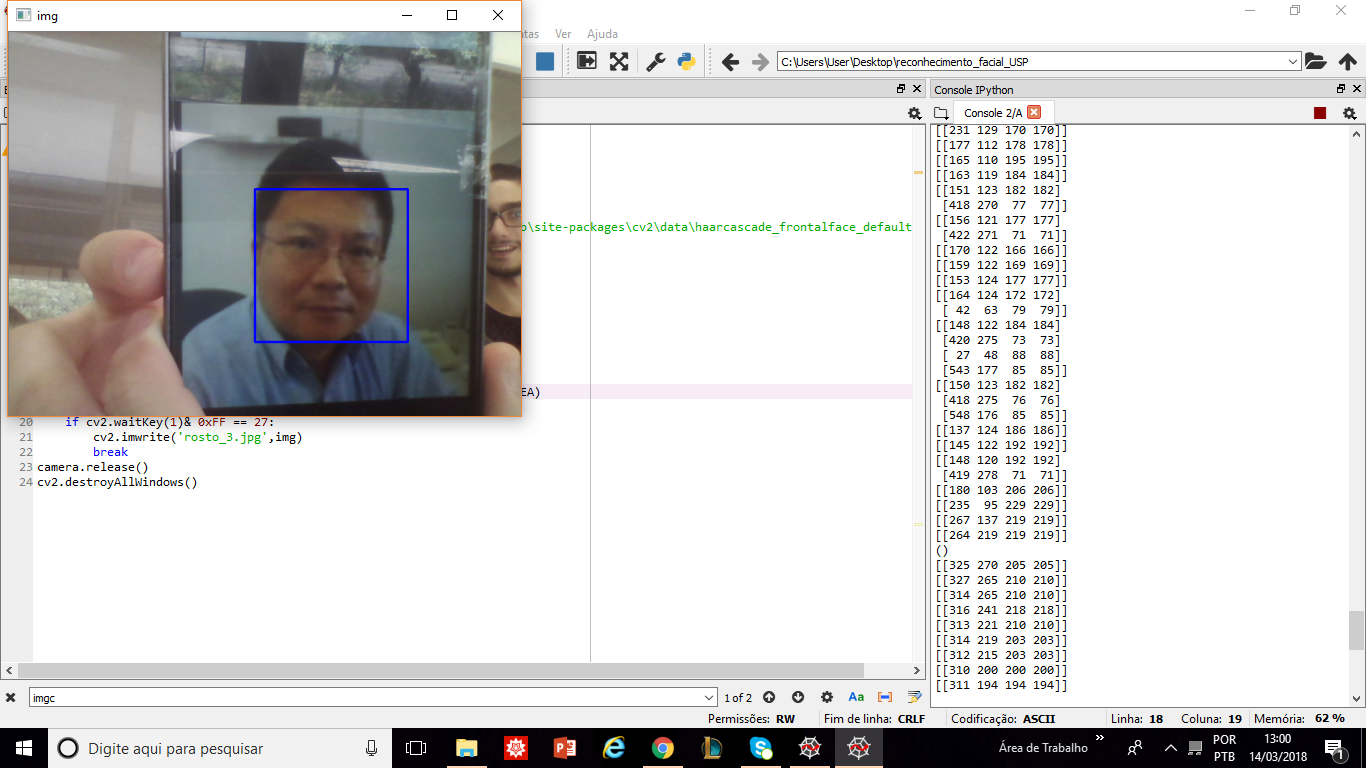 img
tas Ver Ajuda
C:\Users\User\Desktop\reconhecimento_facial_USP
Console IPython
Console 2/A
\site-packages\cv2\data\haarcascade_frontalface_default
EA)
20 if cv2.waitKey(1)& 0xFF == 27:
21 cv2.imwrite('rosto_3.jpg',img)
22 break
23 camera.release()
24 cv2.destroyAllWindows()
[[231 129 170 170]]
[[177 112 178 178]]
[[165 110 195 195]]
[[163 119 184 184]]
[[151 123 182 182]
[418 270 77 77]]
[[156 121 177 177]
[422 271 71 71]]
[[170 122 166 166]]
[[159 122 169 169]]
[[153 124 177 177]]
[[164 124 172 172]
[ 42 63 79 79]]
[[148 122 184 184]
[420 275 73 73]
[ 27 48 88 88]
[543 177 85 85]]
[[150 123 182 182]
[418 275 76 76]
[548 176 85 85]]
[[137 124 186 186]]
[[145 122 192 192]]
[[148 120 192 192]
[419 278 71 71]]
[[180 103 206 206]]
[[235 95 229 229]]
[[267 137 219 219]]
[[264 219 219 219]]
()
[[325 270 205 205]]
[[327 265 210 210]]
[[314 265 210 210]]
[[316 241 218 218]]
[[313 221 210 210]]
[[314 219 203 203]]
[[312 215 203 203]]
[[310 200 200 200]]
[[311 194 194 194]]
imgc
1 of 2
Aa
Permissões: RW Fim de linha: CRLF Codificação: ASCII Linha: 18 Coluna: 19 Memória: 62 %
Digite aqui para pesquisar
Área de Trabalho
POR
PTB
13:00
14/03/2018
1